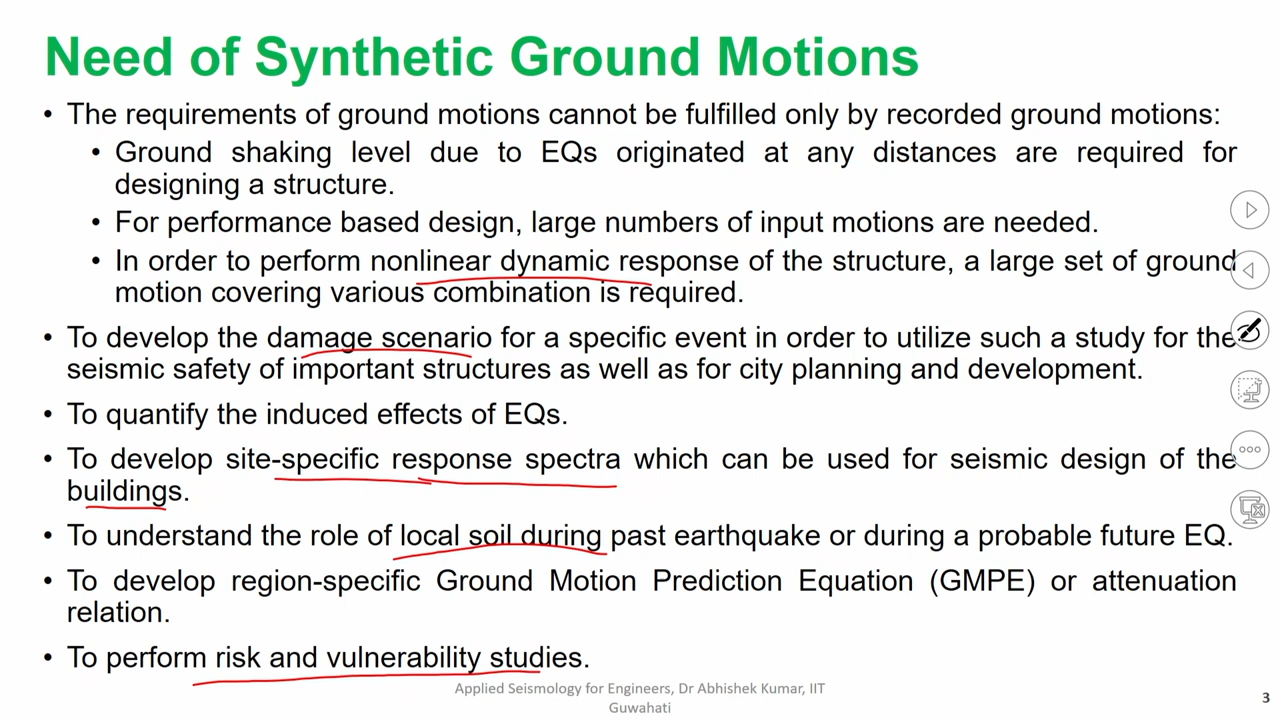 Need of Synthetic Ground Motions
• The requirements of ground motions cannot be fulfilled only by recorded ground motions:
• Ground shaking level due to EQs originated at any distances are required for
designing a structure.
• For performance based design, large numbers of input motions are needed.
• In order to perform nonlinear dynamic response of the structure, a large set of ground
motion covering various combination is required.
• To develop the damage scenario for a specific event in order to utilize such a study for the
seismic safety of important structures as well as for city planning and development.
• To quantify the induced effects of EQs.
• To develop site-specific response spectra which can be used for seismic design of the
buildings.
• To understand the role of local soil during past earthquake or during a probable future EQ.
• To develop region-specific Ground Motion Prediction Equation (GMPE) or attenuation
relation.
• To perform risk and vulnerability studies.
Applied Seismology for Engineers, Dr Abhishek Kumar, IIT
Guwahati
3